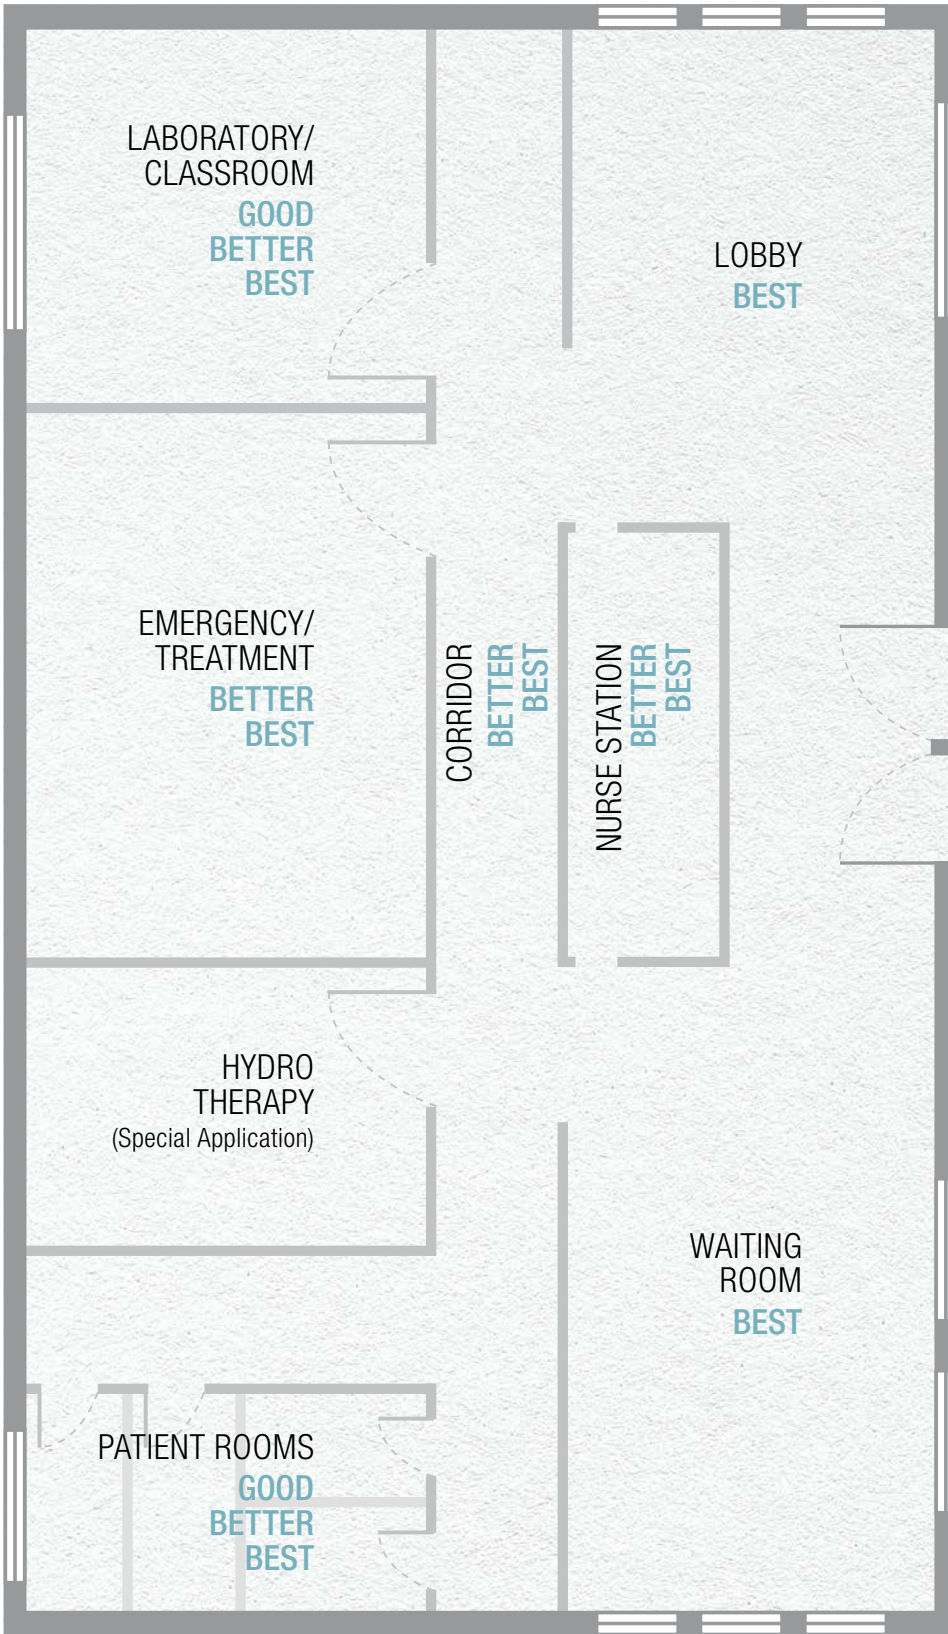 LABORATORY/
CLASSROOM
GOOD
BETTER
BEST
LOBBY
BEST
EMERGENCY/
TREATMENT
BETTER
BEST
CORRIDOR
BETTER
BEST
NURSE STATION
BETTER
BEST
HYDRO
THERAPY
(Special Application)
WAITING
ROOM
BEST
PATIENT ROOMS
GOOD
BETTER
BEST